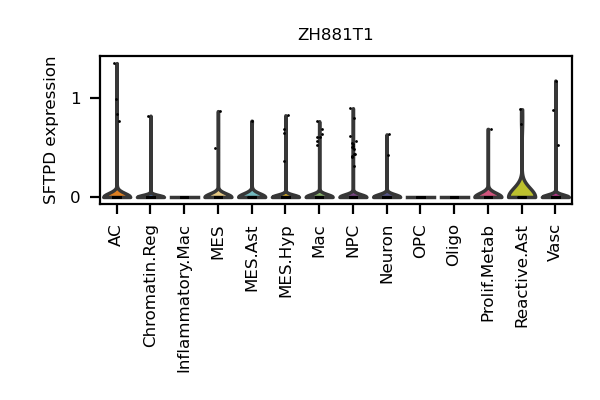 ZH881T1
SFTPD expression
1
0
AC
Chromatin.Reg
Inflammatory.Mac
MES
MES.Ast
MES.Hyp
Mac
NPC
Neuron
OPC
Oligo
Prolif.Metab
Reactive.Ast
Vasc